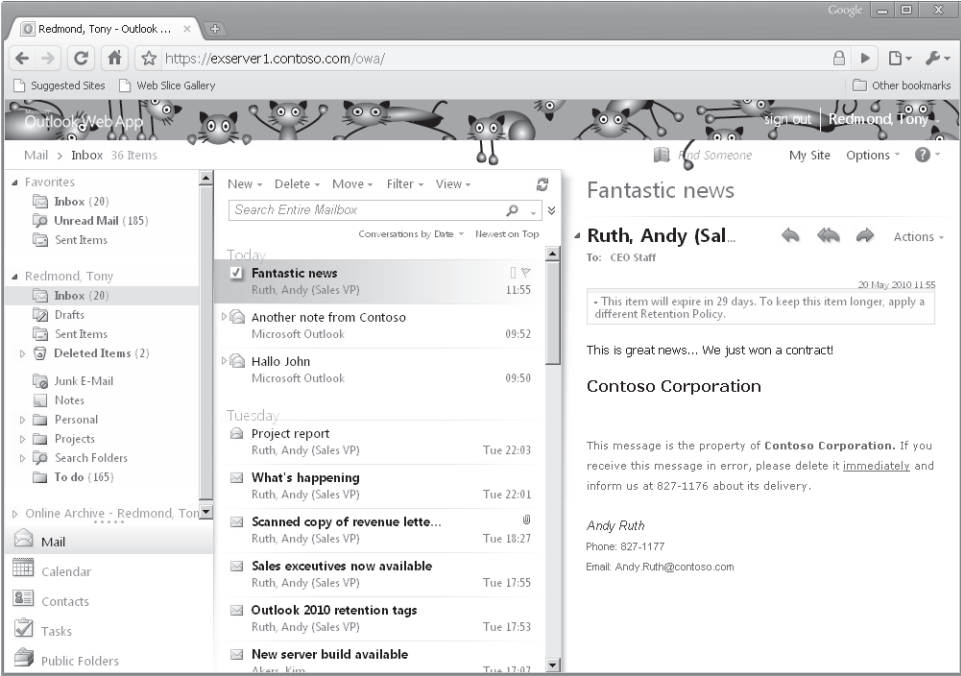 Google
Redmond, Tony - Outlook ...
https://exserver1.contoso.com/owa/
Suggested Sites Web Slice Gallery Other bookmarks
Outlook Web App sign out Redmond, Tony
Mail > Inbox 36 Items Find Someone My Site Options
Favorites
Inbox (20)
Unread Mail (185)
Sent Items
Redmond, Tony
Inbox (20)
Drafts
Sent Items
Deleted Items (2)
Junk E-Mail
Notes
Personal
Projects
Search Folders
To do (165)
Online Archive - Redmond, Ton
Mail
Calendar
Contacts
Tasks
Public Folders
New Delete Move Filter View
Search Entire Mailbox
Conversations by Date Newest on Top
Today
Fantastic news
Ruth, Andy (Sales VP) 11:55
Another note from Contoso
Microsoft Outlook 09:52
Hallo John
Microsoft Outlook 09:50
Tuesday
Project report
Ruth, Andy (Sales VP) Tue 22:03
What's happening
Ruth, Andy (Sales VP) Tue 22:01
Scanned copy of revenue lette...
Ruth, Andy (Sales VP) Tue 18:27
Sales exceutives now available
Ruth, Andy (Sales VP) Tue 17:55
Outlook 2010 retention tags
Ruth, Andy (Sales VP) Tue 17:53
New server build available
Akers, Kim Tue 17:07
Fantastic news
Ruth, Andy (Sal... Actions
To: CEO Staff
20 May 2010 11:55
• This item will expire in 29 days. To keep this item longer, apply a
different Retention Policy.
This is great news... We just won a contract!
Contoso Corporation
This message is the property of Contoso Corporation. If you
receive this message in error, please delete it immediately and
inform us at 827-1176 about its delivery.
Andy Ruth
Phone: 827-1177
Email: Andy.Ruth@contoso.com